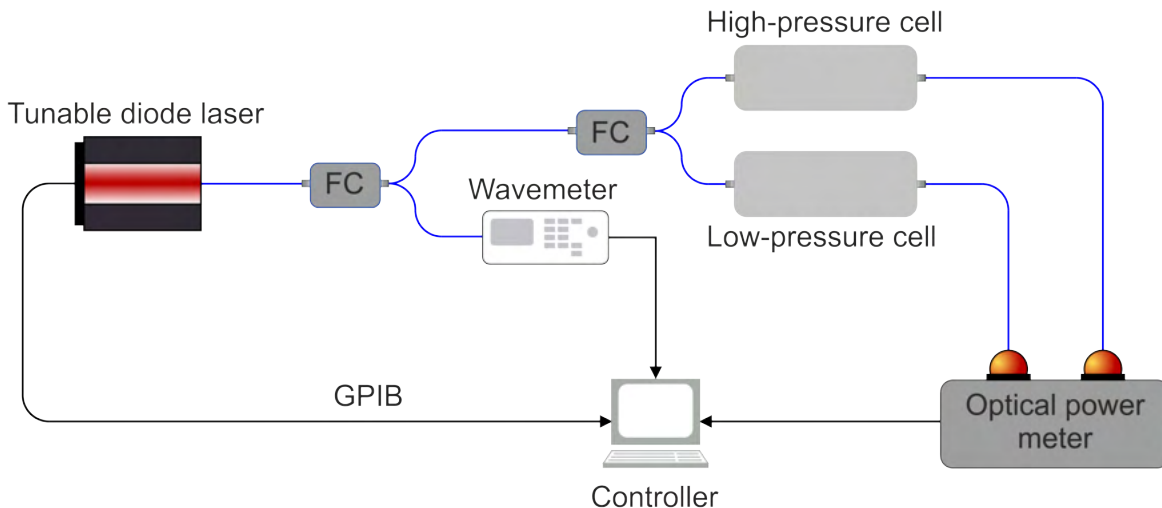 High-pressure cell
Tunable diode laser
FC
FC
Wavemeter
Low-pressure cell
GPIB
Optical power
meter
Controller